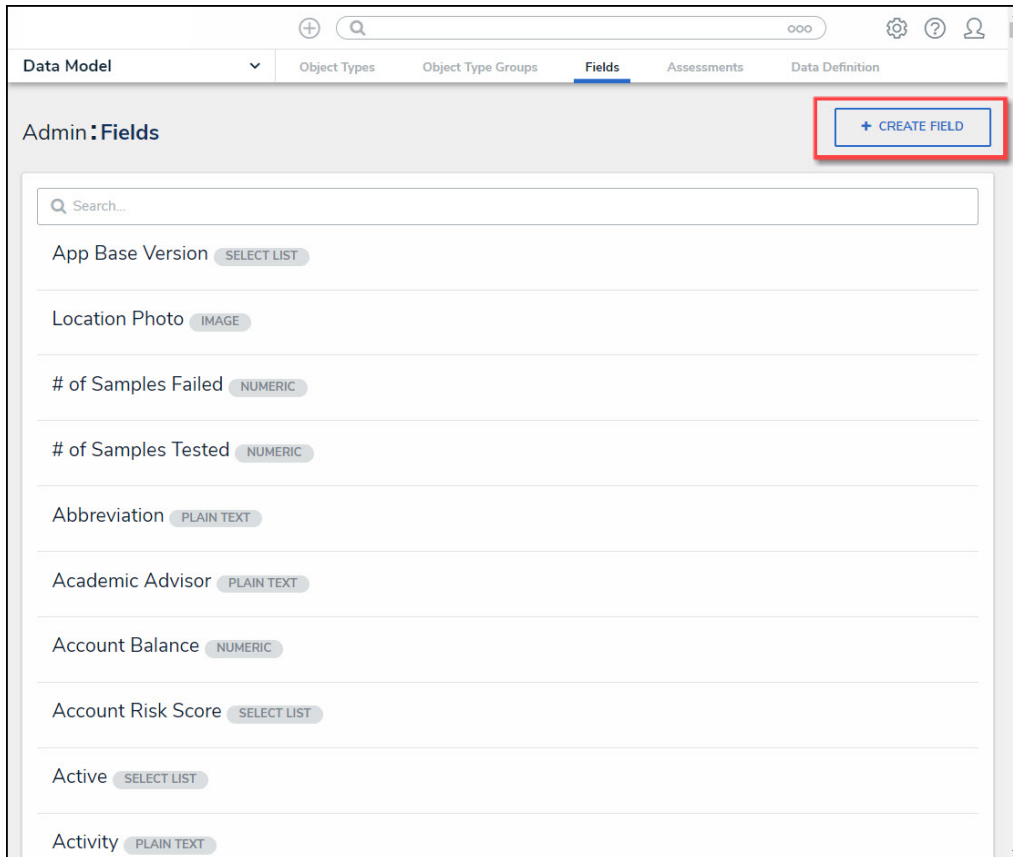 ooo
Data Model Object Types Object Type Groups Fields Assessments Data Definition
Admin:Fields + CREATE FIELD
Search...
App Base Version SELECT LIST
Location Photo IMAGE
# of Samples Failed NUMERIC
# of Samples Tested NUMERIC
Abbreviation PLAIN TEXT
Academic Advisor PLAIN TEXT
Account Balance NUMERIC
Account Risk Score SELECT LIST
Active SELECT LIST
Activity PLAIN TEXT